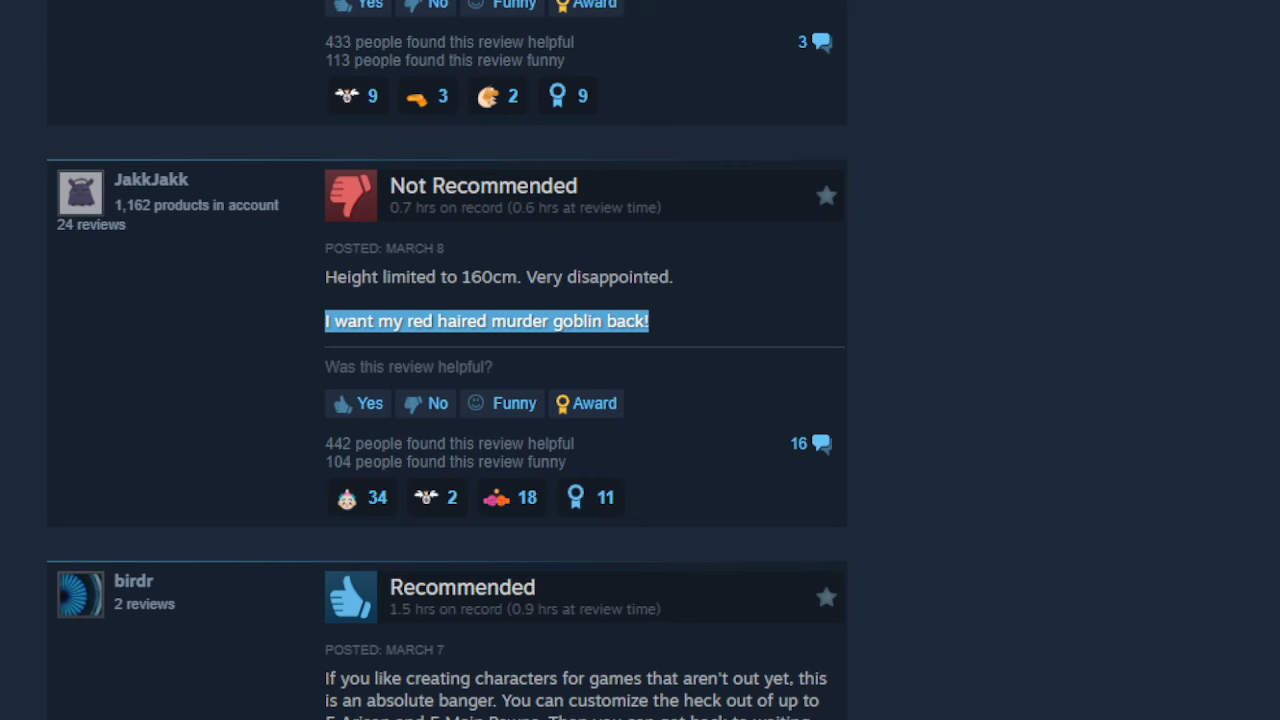 Yes No Funny Award
433 people found this review helpful
113 people found this review funny
3
9 3 2 9
JakkJakk
1,162 products in account
24 reviews
Not Recommended
0.7 hrs on record (0.6 hrs at review time)
POSTED: MARCH 8
Height limited to 160cm. Very disappointed.
I want my red haired murder goblin back!
Was this review helpful?
Yes No Funny Award
442 people found this review helpful
104 people found this review funny
16
34 2 18 11
birdr
2 reviews
Recommended
1.5 hrs on record (0.9 hrs at review time)
POSTED: MARCH 7
If you like creating characters for games that aren't out yet, this
is an absolute banger. You can customize the heck out of up to